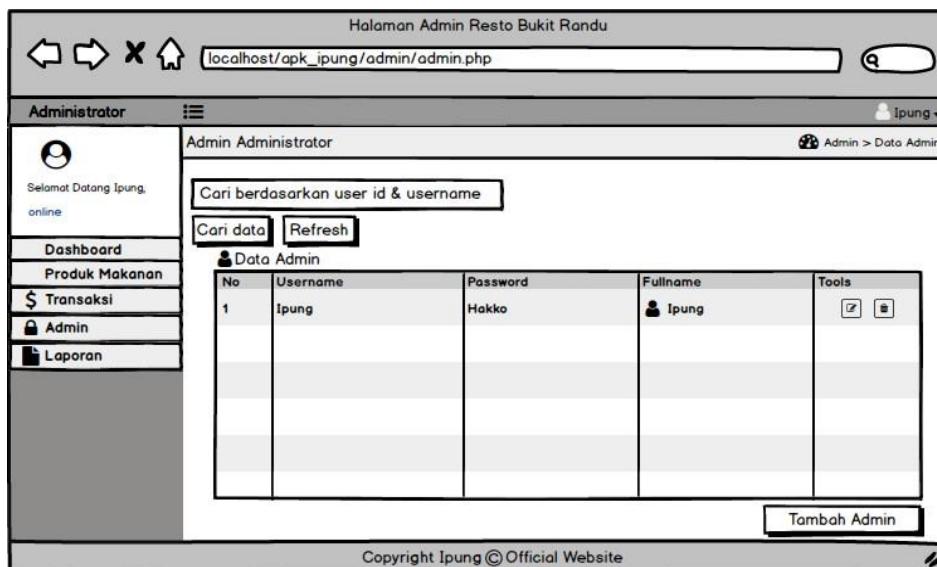 Halaman Admin Resto Bukit Randu
localhost/apk_ipung/admin/admin.php
Administrator
Ipung
Selamat Datang Ipung,
online
Dashboard
Produk Makanan
$ Transaksi
Admin
Laporan
Admin Administrator
Admin > Data Admin
Cari berdasarkan user id & username
Cari data
Refresh
Data Admin
No Username Password Fullname Tools
1 Ipung Hakko Ipung
Tambah Admin
Copyright Ipung © Official Website